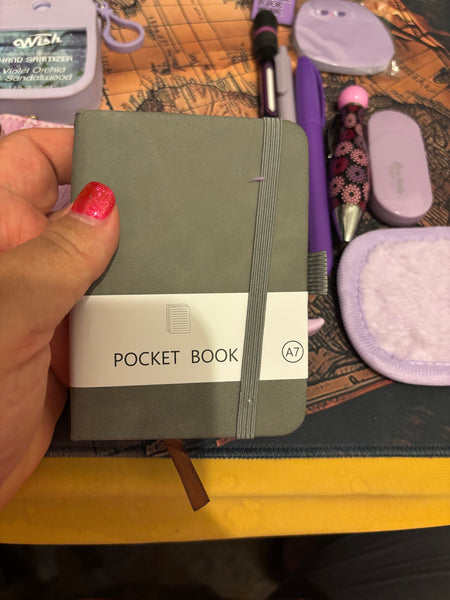 Wish
HAND SANITIZER
Violet Orchid
Sandalwood
POCKET BOOK
A7